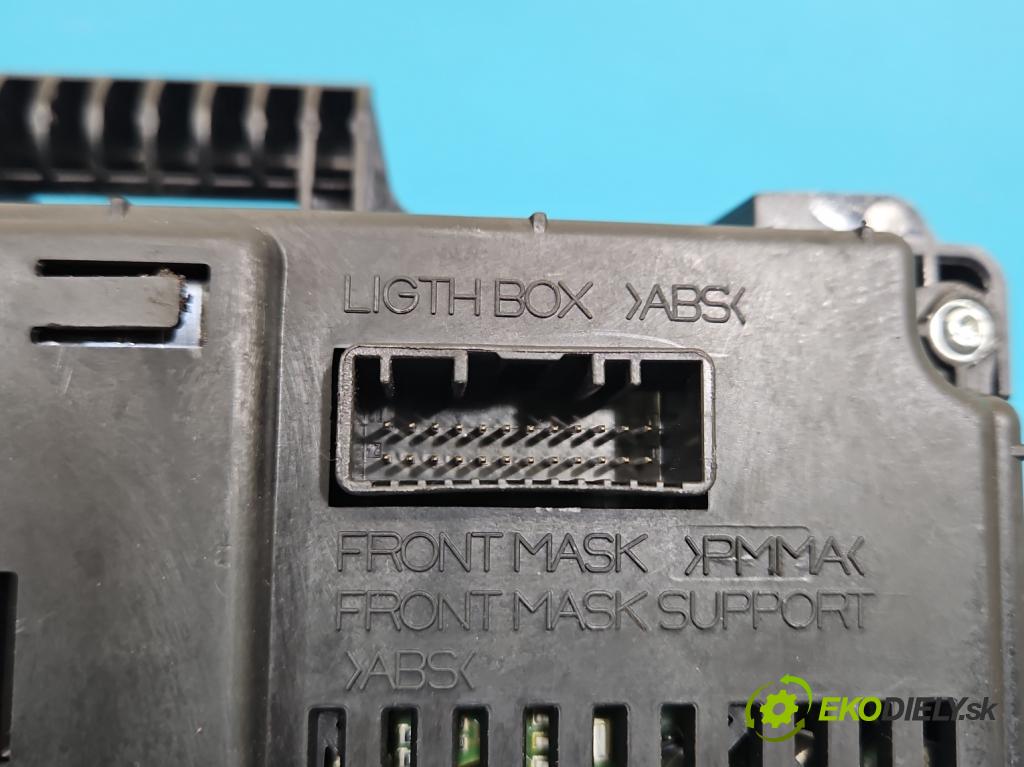 LIGTH BOX >ABS<
FRONT MASK >PMMA<
FRONT MASK SUPPORT
>ABS<
EKODIELY.sk